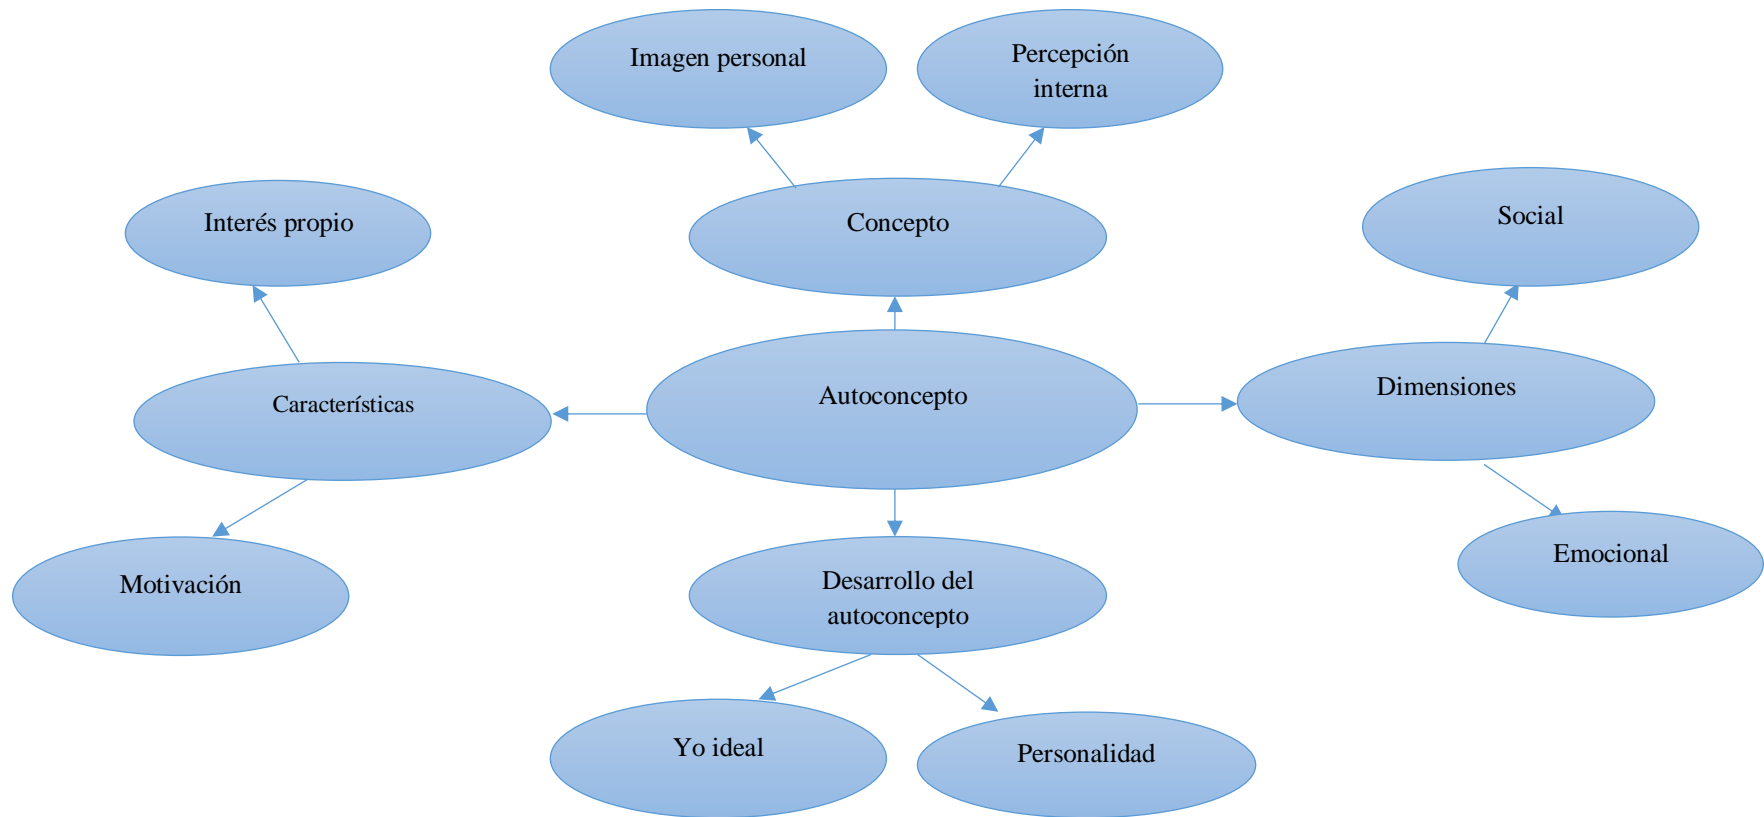 Imagen personal
Percepción
interna
Interés propio
Concepto
Social
Características
Autoconcepto
Dimensiones
Motivación
Desarrollo del
autoconcepto
Emocional
Yo ideal
Personalidad